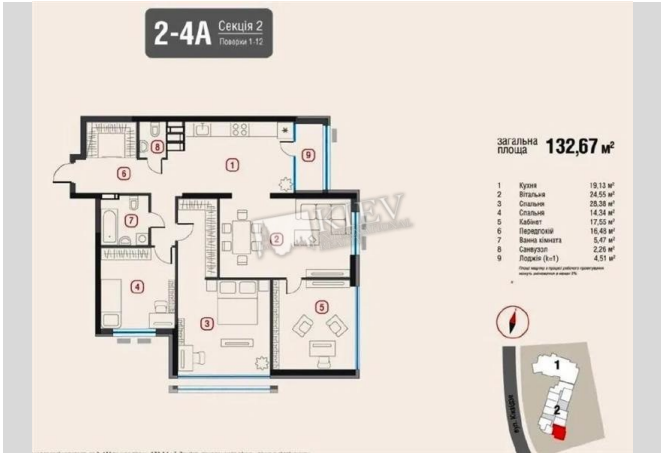 2-4А
Секція 2
Поверхи 1-12
загальна площа 132,67 м²
1 Кухня 19,13 м²
2 Вітальня 24,55 м²
3 Спальня 28,38 м²
4 Спальня 14,34 м²
5 Кабінет 17,55 м²
6 Передпокій 16,48 м²
7 Ванна кімната 5,47 м²
8 Санвузол 2,26 м²
9 Лоджія (k=1) 4,51 м²
8
1
9
6
7
2
4
3
5
KIEV
1
2